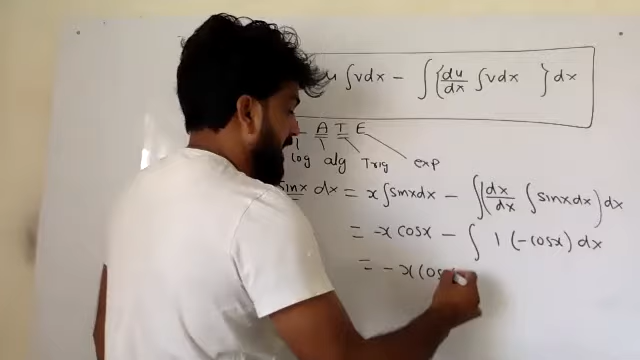 u ∫vdx − ∫{du/dx ∫vdx } dx
A T E
log alg Trig exp
sinx dx = x∫sinxdx − ∫(dx/dx ∫sinxdx)dx
= -x cosx − ∫ 1 (-cosx) dx
= -x cos